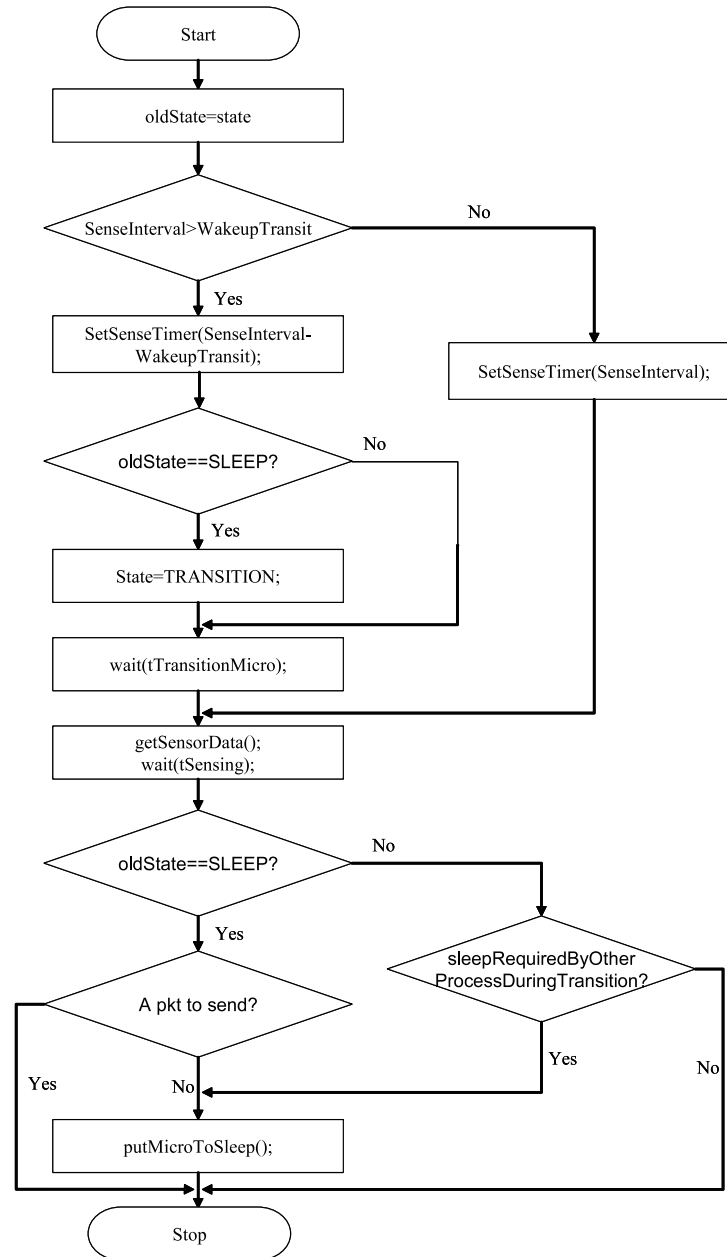 Start
oldState=state
SenseInterval>WakeupTransit
No
Yes
SetSenseTimer(SenseInterval-
WakeupTransit);
SetSenseTimer(SenseInterval);
oldState==SLEEP?
No
Yes
State=TRANSITION;
wait(tTransitionMicro);
getSensorData();
wait(tSensing);
oldState==SLEEP?
No
Yes
sleepRequiredByOther
ProcessDuringTransition?
A pkt to send?
Yes
No
Yes
No
putMicroToSleep();
Stop